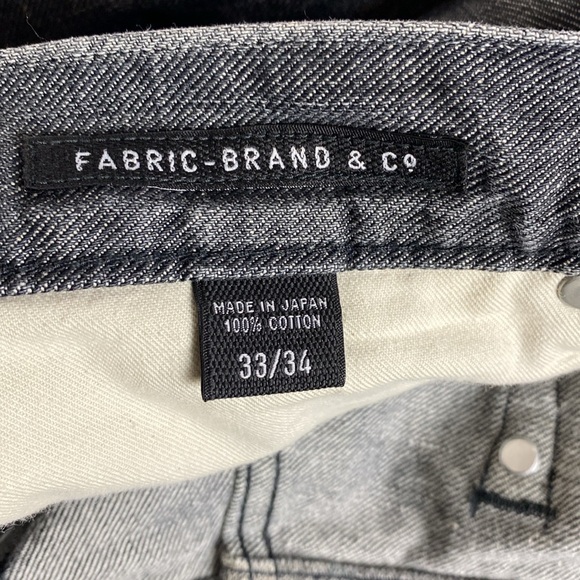 FABRIC-BRAND & Co
MADE IN JAPAN
100% COTTON
33/34